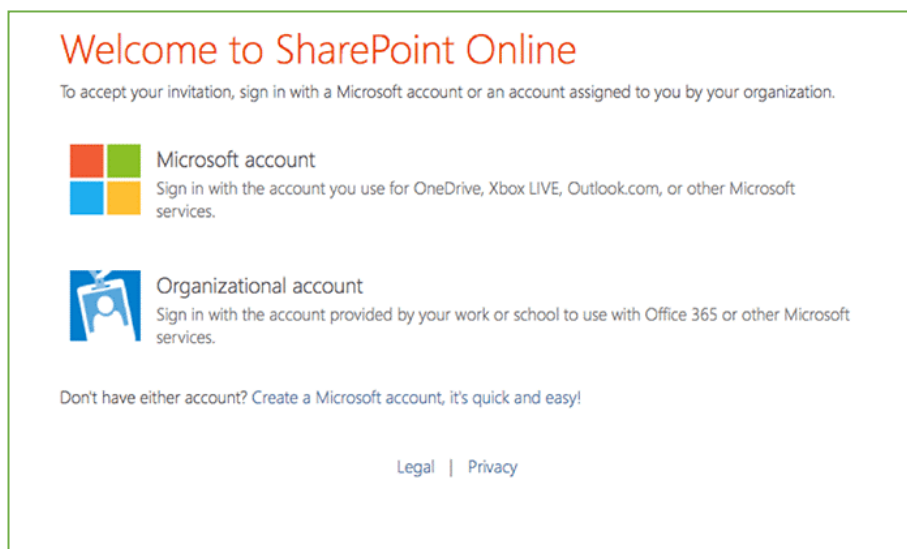 Welcome to SharePoint Online
To accept your invitation, sign in with a Microsoft account or an account assigned to you by your organization.
Microsoft account
Sign in with the account you use for OneDrive, Xbox LIVE, Outlook.com, or other Microsoft
services.
Organizational account
Sign in with the account provided by your work or school to use with Office 365 or other Microsoft
services.
Don't have either account? Create a Microsoft account, it's quick and easy!
Legal | Privacy